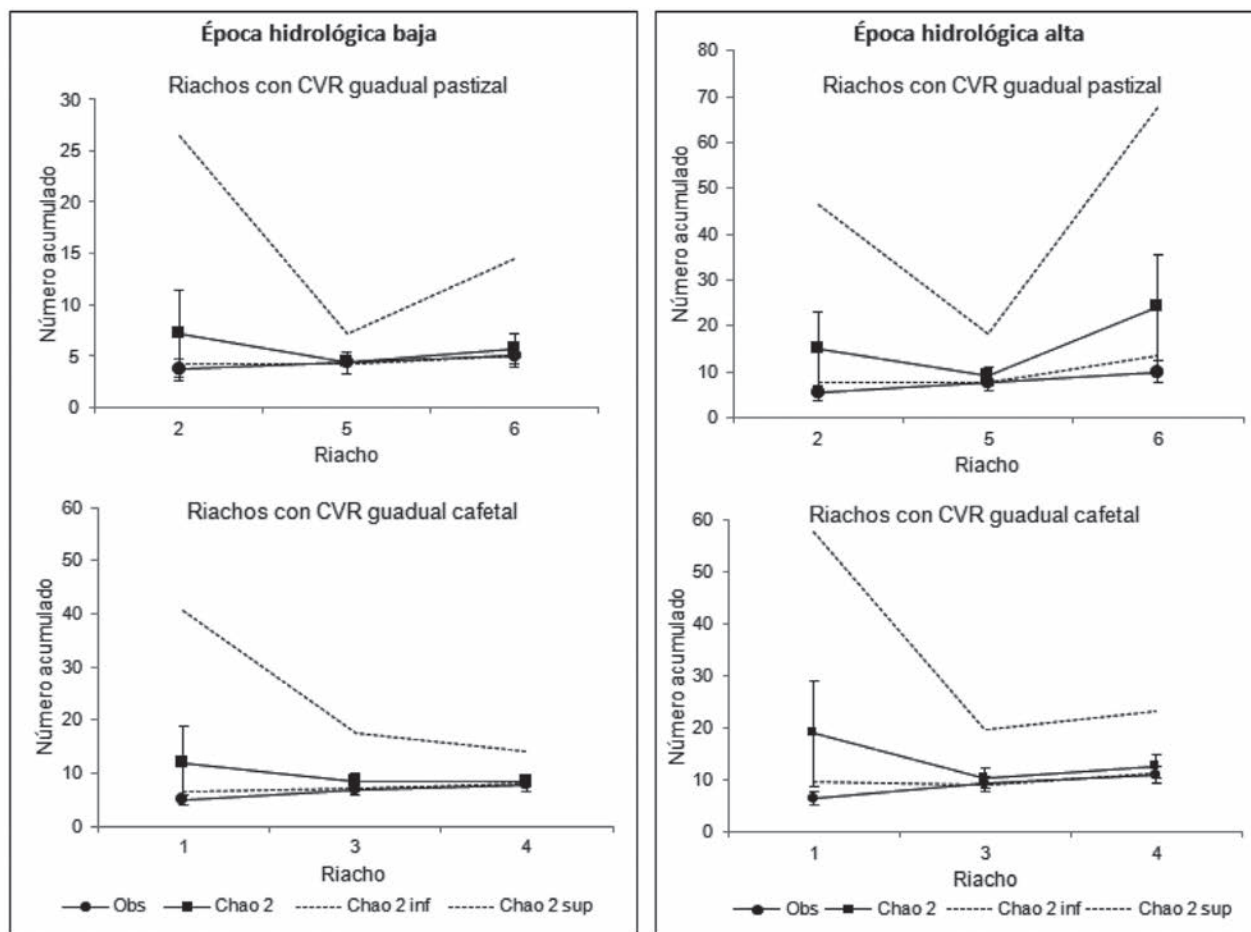 Época hidrológica baja
Riachos con CVR guadual pastizal
Número acumulado
30
25
20
15
10
5
0
2
5
6
Riacho
Riachos con CVR guadual cafetal
Número acumulado
60
50
40
30
20
10
0
1
3
4
Riacho
Obs
Chao 2
Chao 2 inf
Chao 2 sup
Época hidrológica alta
Riachos con CVR guadual pastizal
Número acumulado
80
70
60
50
40
30
20
10
0
2
5
6
Riacho
Riachos con CVR guadual cafetal
Número acumulado
60
50
40
30
20
10
0
1
3
4
Riacho
Obs
Chao 2
Chao 2 inf
Chao 2 sup